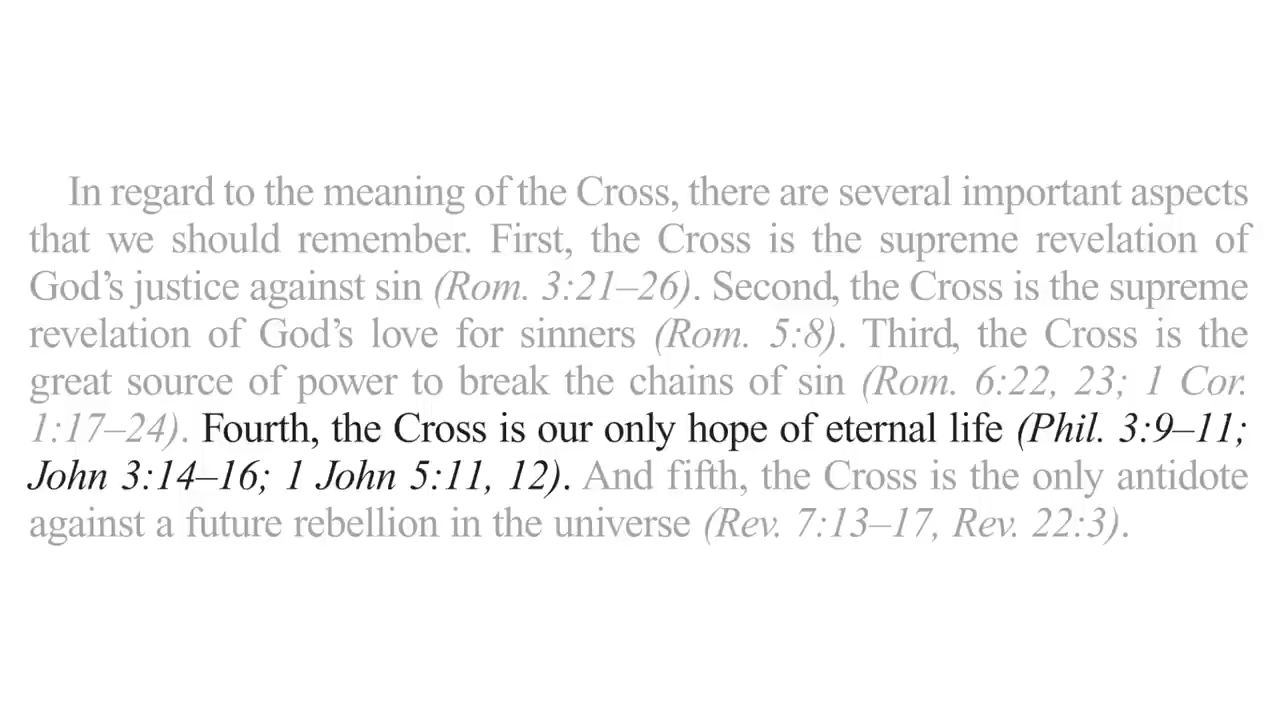 In regard to the meaning of the Cross, there are several important aspects
that we should remember. First, the Cross is the supreme revelation of
God’s justice against sin (Rom. 3:21–26). Second, the Cross is the supreme
revelation of God’s love for sinners (Rom. 5:8). Third, the Cross is the
great source of power to break the chains of sin (Rom. 6:22, 23; 1 Cor.
1:17–24). Fourth, the Cross is our only hope of eternal life (Phil. 3:9–11;
John 3:14–16; 1 John 5:11, 12). And fifth, the Cross is the only antidote
against a future rebellion in the universe (Rev. 7:13–17, Rev. 22:3).